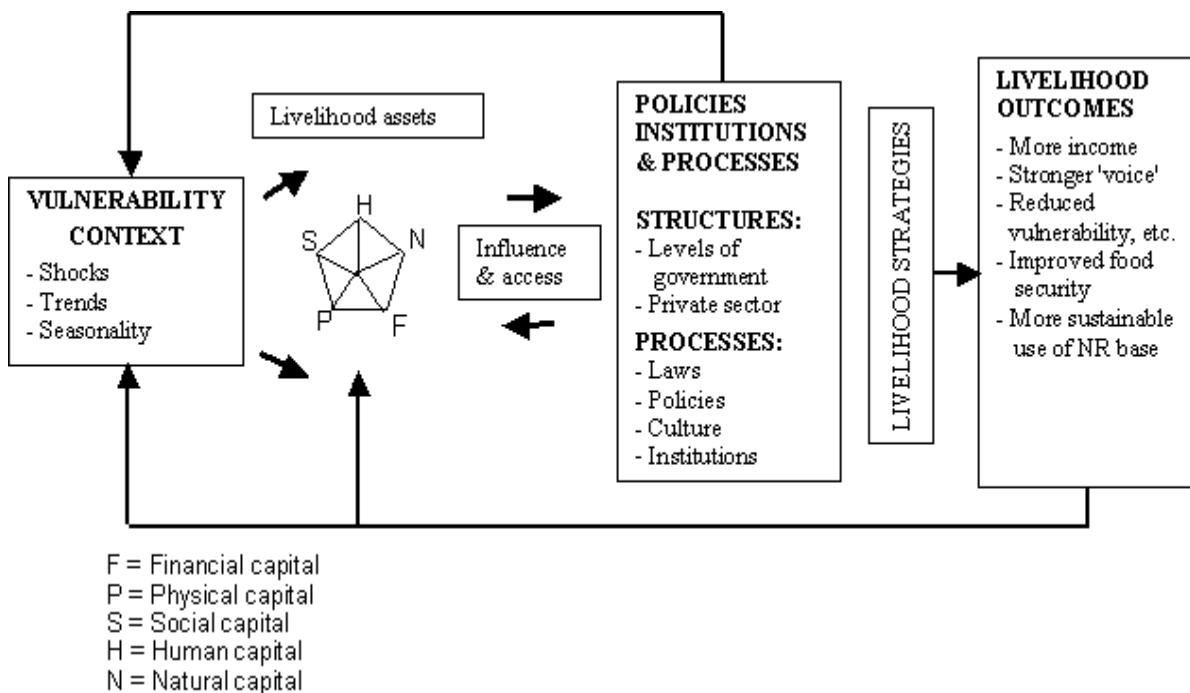 Livelihood assets
VULNERABILITY
CONTEXT
- Shocks
- Trends
- Seasonality
H
S
N
P
F
Influence
& access
POLICIES
INSTITUTIONS
& PROCESSES
STRUCTURES:
- Levels of
government
- Private sector
PROCESSES:
- Laws
- Policies
- Culture
- Institutions
LIVELIHOOD STRATEGIES
LIVELIHOOD
OUTCOMES
- More income
- Stronger 'voice'
- Reduced
vulnerability, etc.
- Improved food
security
- More sustainable
use of NR base
F = Financial capital
P = Physical capital
S = Social capital
H = Human capital
N = Natural capital